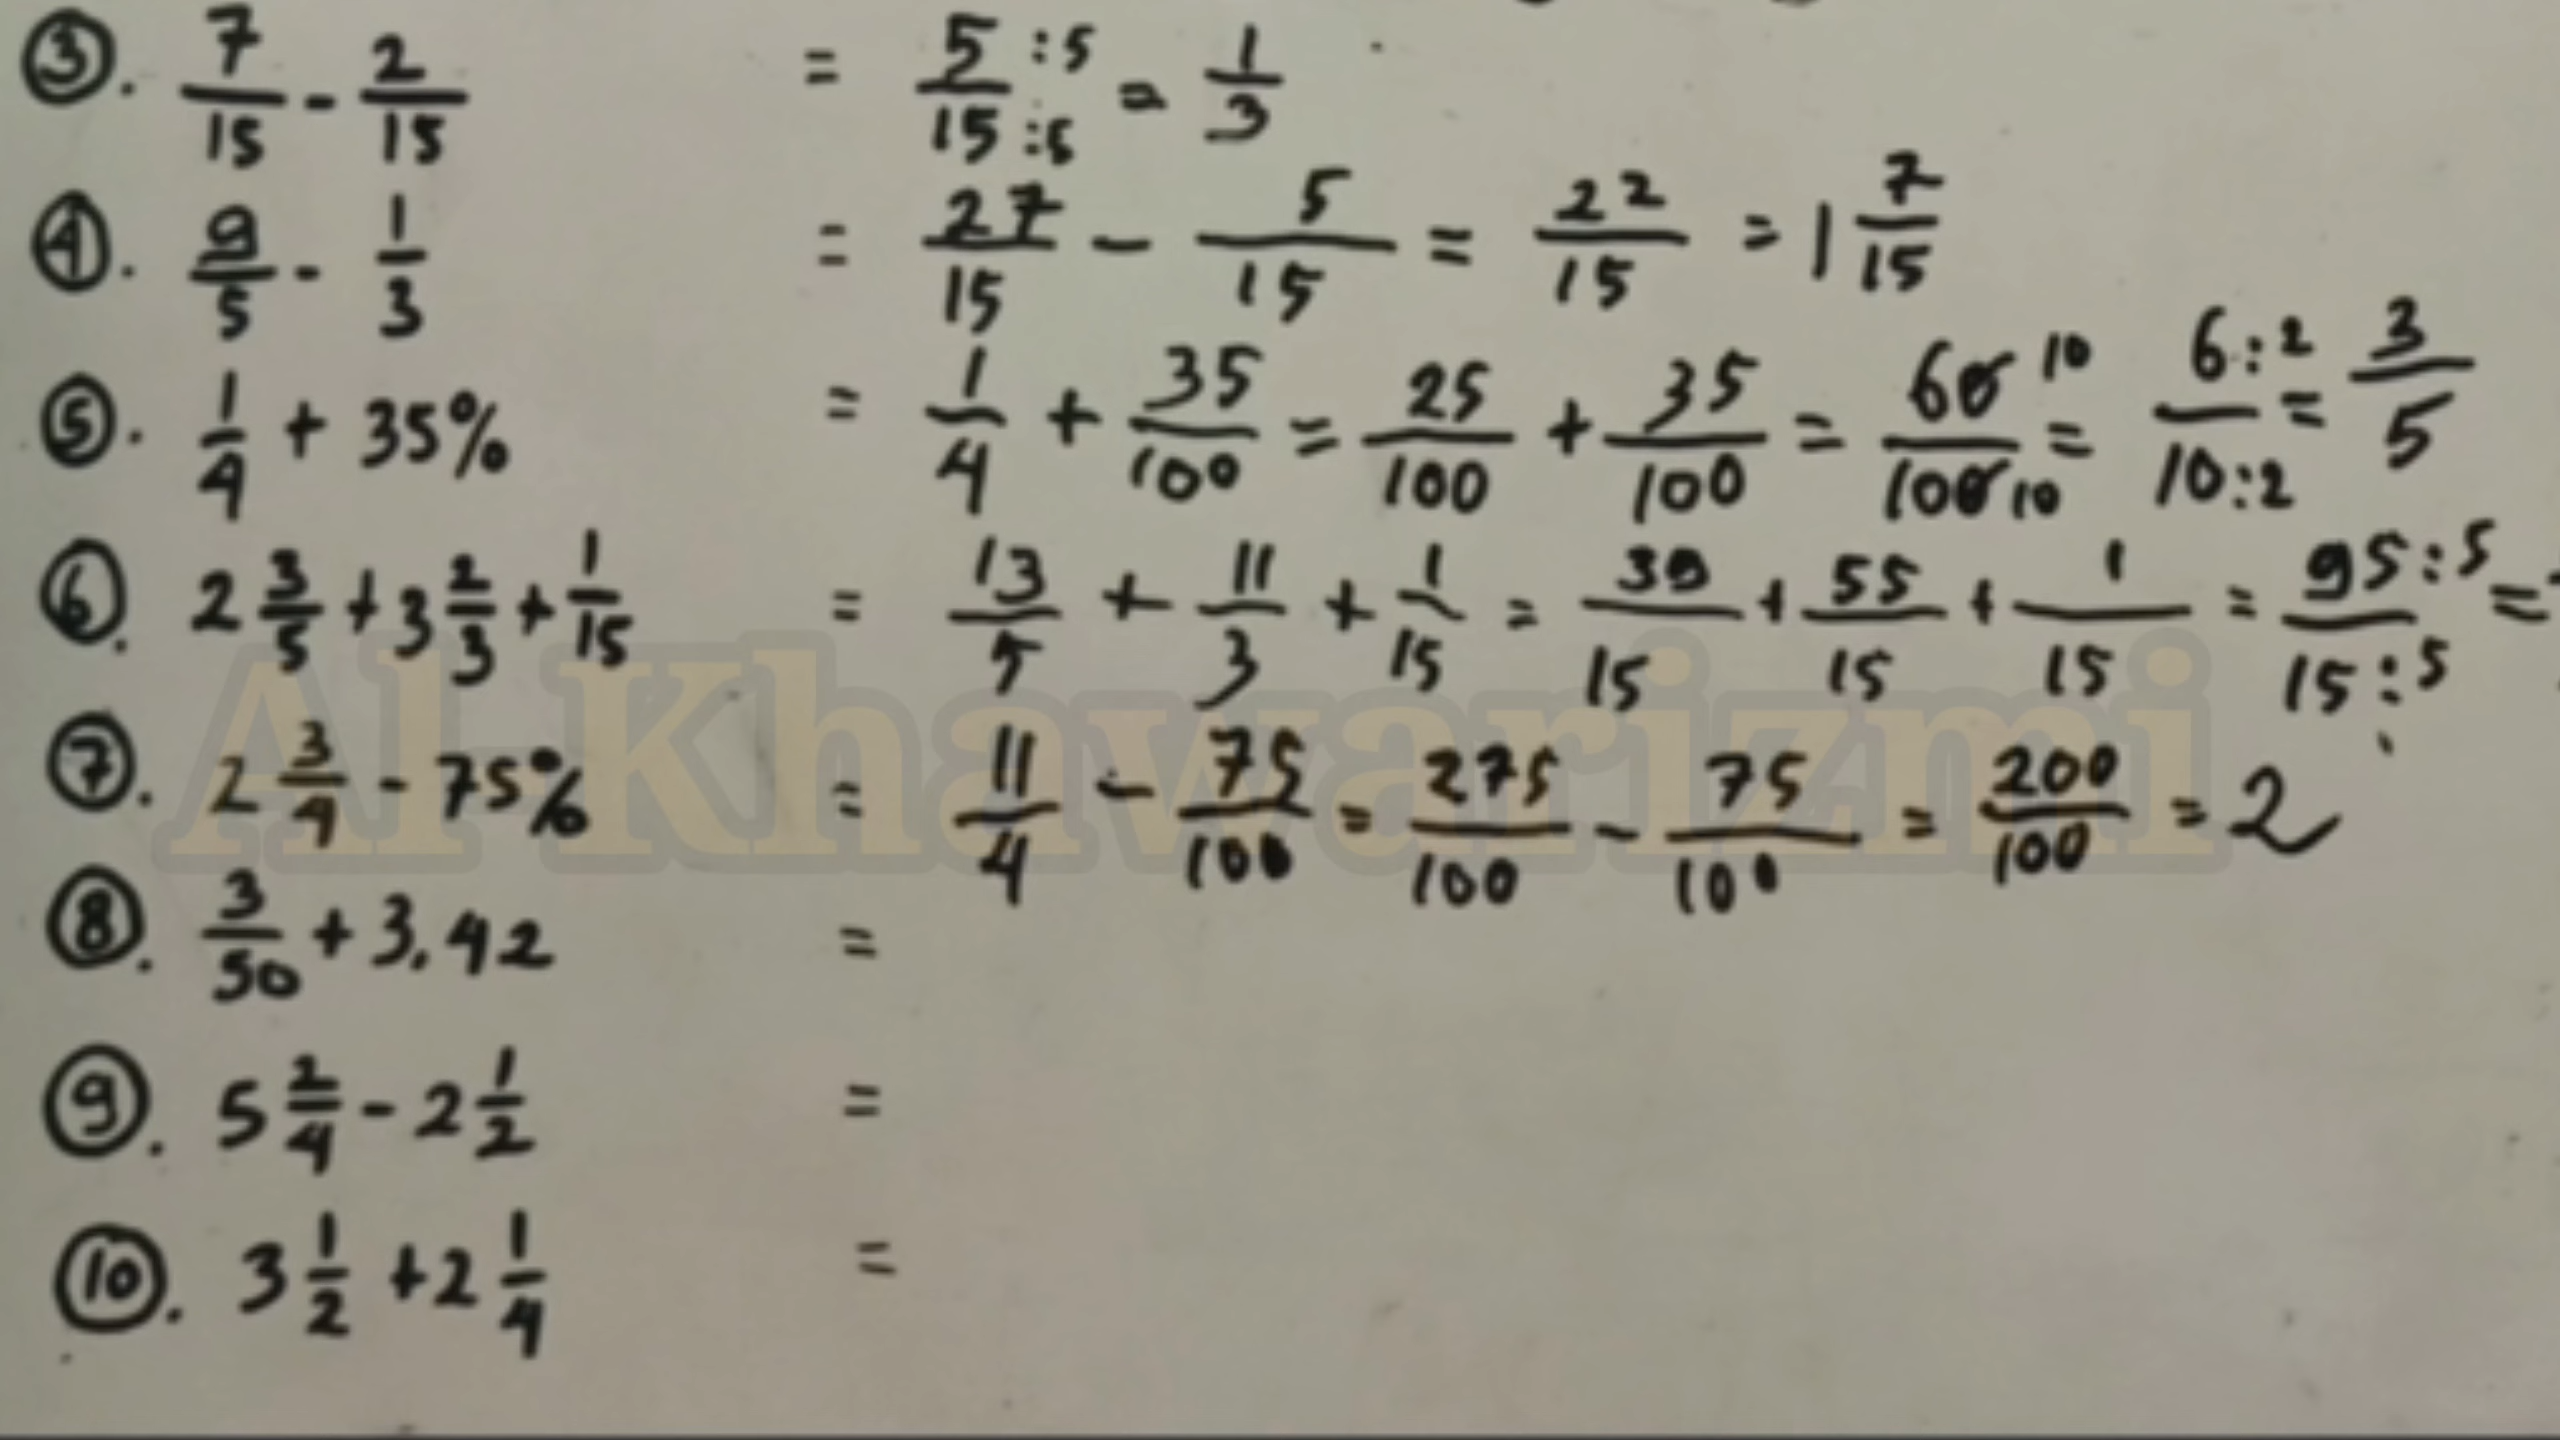 ③. 7/15 - 2/15 = 5/15 :5 :5 = 1/3
④. 9/5 - 1/3 = 27/15 - 5/15 = 22/15 = 1 7/15
⑤. 1/4 + 35% = 1/4 + 35/100 = 25/100 + 35/100 = 60/100 10 10 = 6:2/10:2 = 3/5
⑥. 2 3/5 + 3 2/3 + 1/15 = 13/5 + 11/3 + 1/15 = 39/15 + 55/15 + 1/15 = 95:5/15:5 =
⑦. 2 3/4 - 75% = 11/4 - 75/100 = 275/100 - 75/100 = 200/100 = 2
⑧. 3/50 + 3.42 =
⑨. 5 2/4 - 2 1/2 =
⑩. 3 1/2 + 2 1/4 =
Al-Khawarizmi